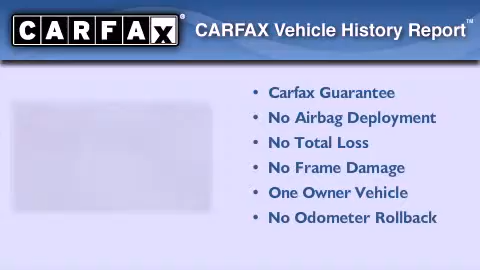 CARFAX® CARFAX Vehicle History Report™
• Carfax Guarantee
• No Airbag Deployment
• No Total Loss
• No Frame Damage
• One Owner Vehicle
• No Odometer Rollback